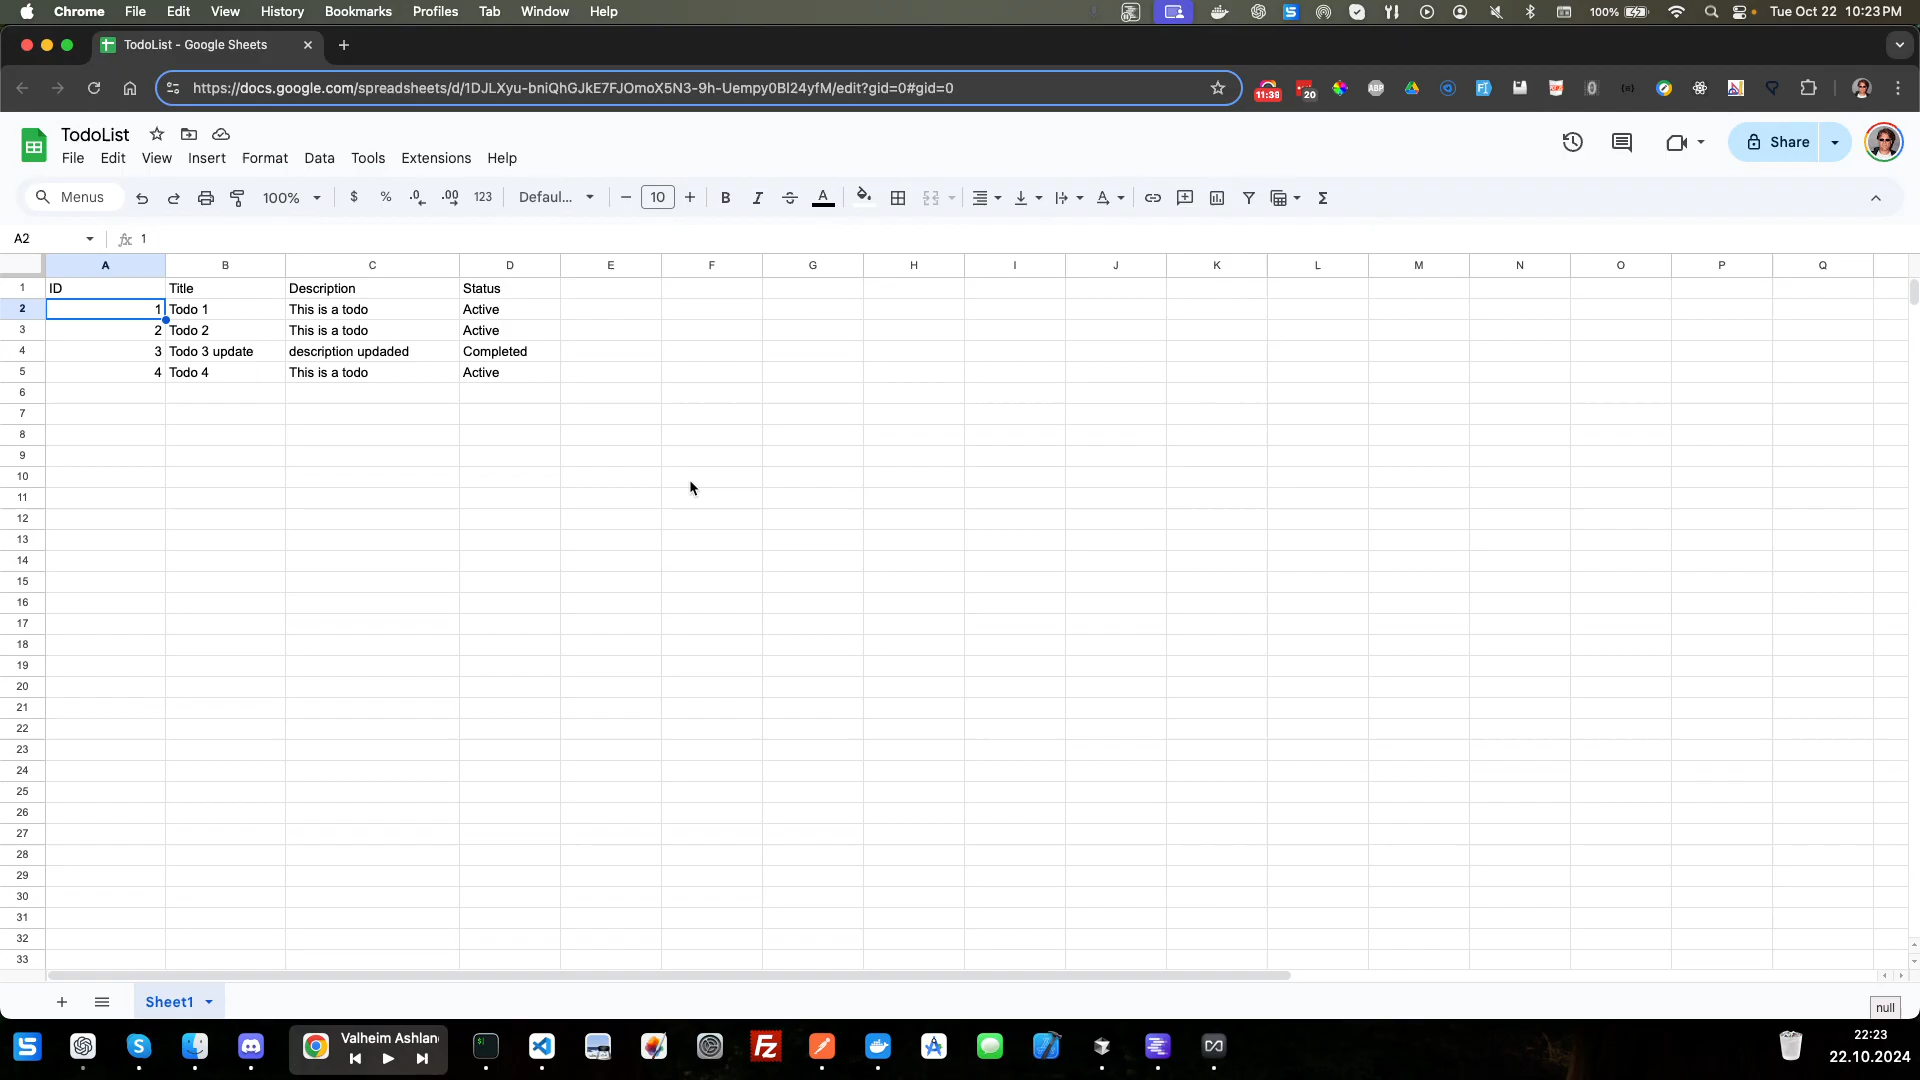 Chrome File Edit View History Bookmarks Profiles Tab Window Help 100% Tue Oct 22 10:23 PM
TodoList - Google Sheets
https://docs.google.com/spreadsheets/d/1DJLXyu-bniQhGJkE7FJOmoX5N3-9h-Uempy0Bl24yfM/edit?gid=0#gid=0 11:39 20 ABP
TodoList
File Edit View Insert Format Data Tools Extensions Help
Share
Menus 100% $ % .0 .00 123 Defaul... 10 B I S A
A2 fx 1
A B C D E F G H I J K L M N O P Q
1 ID Title Description Status
2 1 Todo 1 This is a todo Active
3 2 Todo 2 This is a todo Active
4 3 Todo 3 update description updaded Completed
5 4 Todo 4 This is a todo Active
6
7
8
9
10
11
12
13
14
15
16
17
18
19
20
21
22
23
24
25
26
27
28
29
30
31
32
33
Sheet1
null
Valheim Ashlan
22:23
22.10.2024